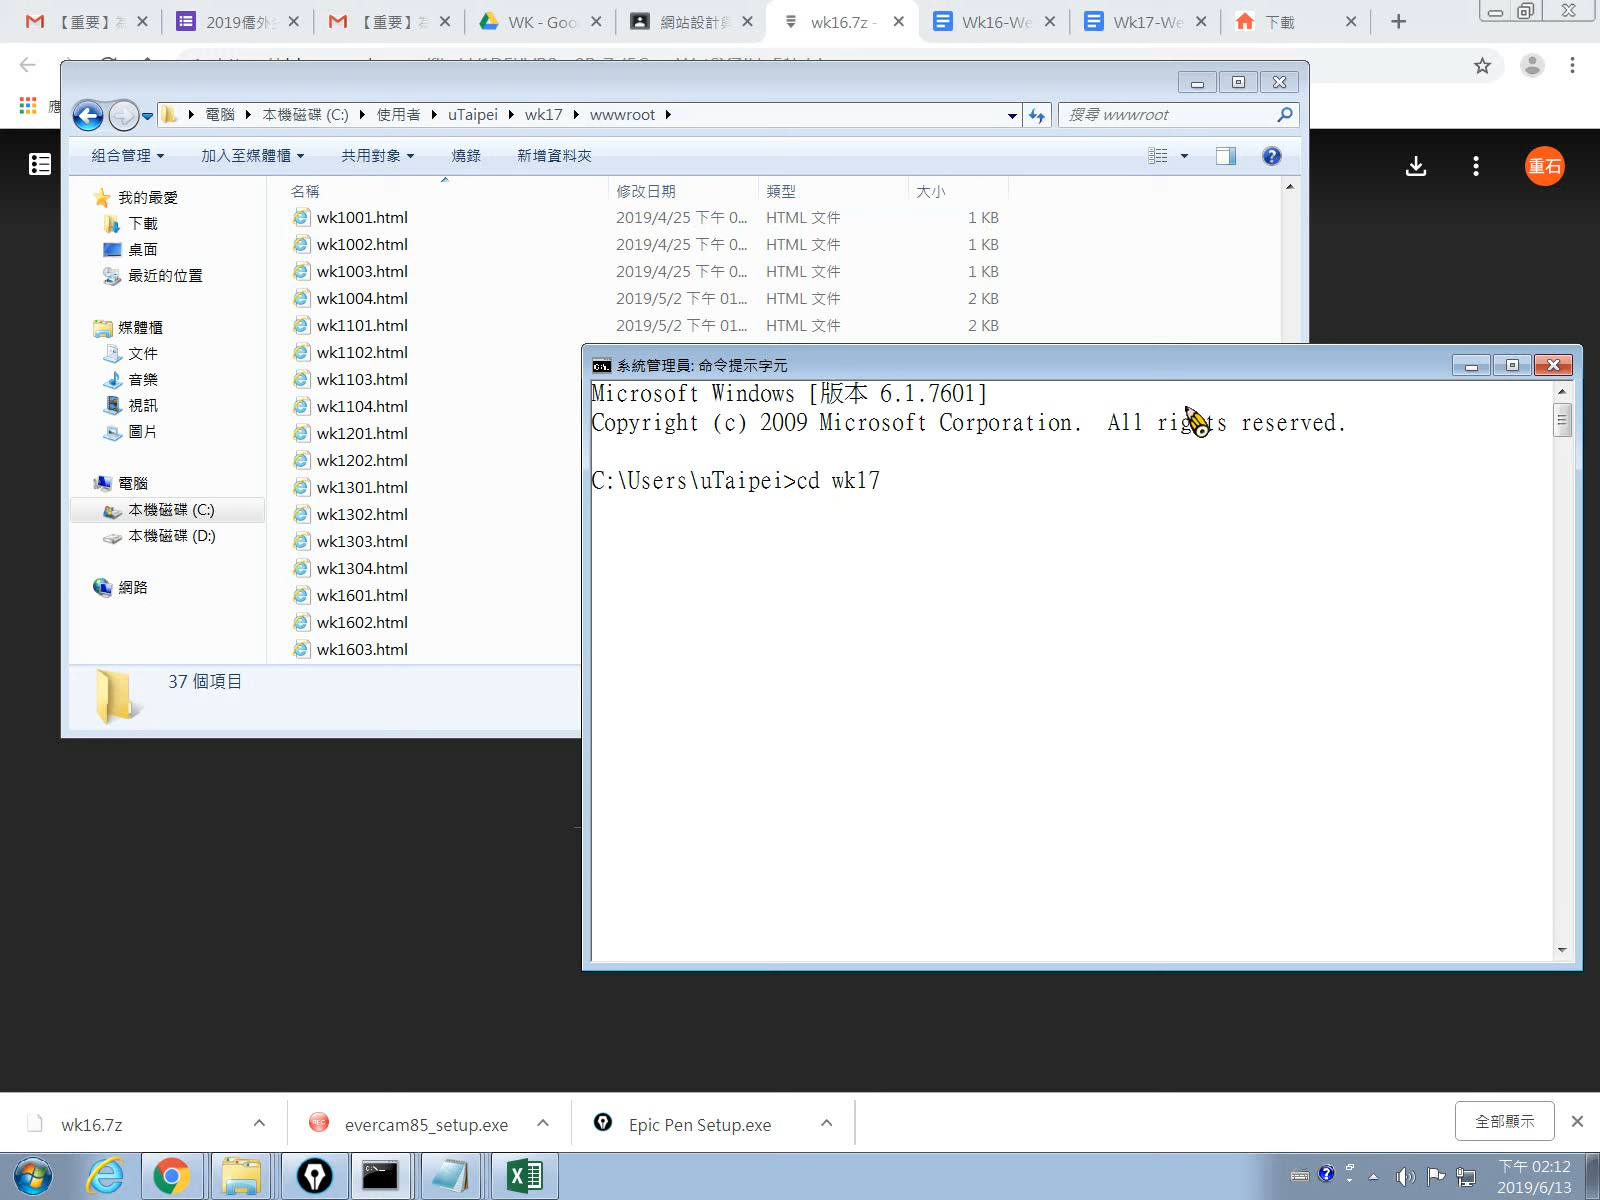 【重要】
2019僑外
【重要】
WK - Goo
網站設計
wk16.7z -
Wk16-We
Wk17-We
下載
電腦 本機磁碟 (C:) 使用者 uTaipei wk17 wwwroot
搜尋 wwwroot
組合管理 加入至媒體櫃 共用對象 燒錄 新增資料夾
重石
我的最愛
下載
桌面
最近的位置
媒體櫃
文件
音樂
視訊
圖片
電腦
本機磁碟 (C:)
本機磁碟 (D:)
網路
名稱 修改日期 類型 大小
wk1001.html 2019/4/25 下午 0... HTML 文件 1 KB
wk1002.html 2019/4/25 下午 0... HTML 文件 1 KB
wk1003.html 2019/4/25 下午 0... HTML 文件 1 KB
wk1004.html 2019/5/2 下午 01... HTML 文件 2 KB
wk1101.html 2019/5/2 下午 01... HTML 文件 2 KB
wk1102.html
wk1103.html
wk1104.html
wk1201.html
wk1202.html
wk1301.html
wk1302.html
wk1303.html
wk1304.html
wk1601.html
wk1602.html
wk1603.html
37 個項目
系統管理員: 命令提示字元
Microsoft Windows [版本 6.1.7601]
Copyright (c) 2009 Microsoft Corporation. All rights reserved.
C:\Users\uTaipei>cd wk17
wk16.7z
evercam85_setup.exe
Epic Pen Setup.exe
全部顯示
下午 02:12
2019/6/13